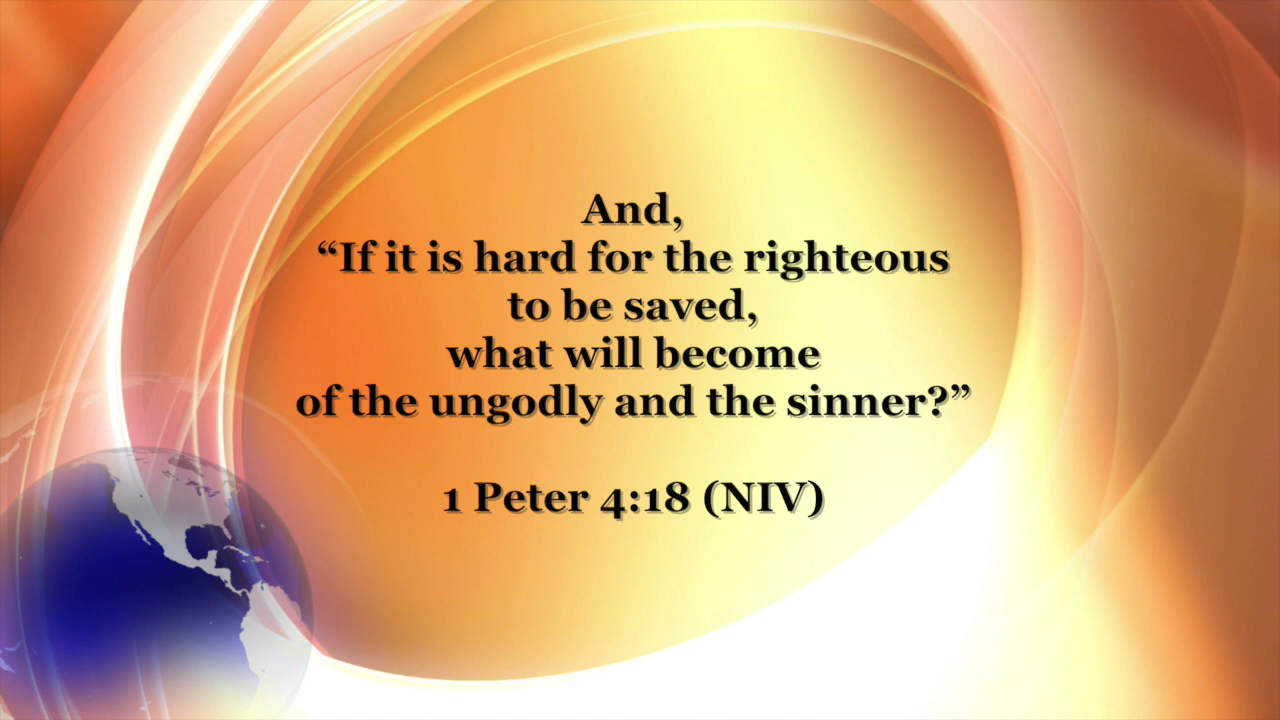 And,
“If it is hard for the righteous
to be saved,
what will become
of the ungodly and the sinner?”
1 Peter 4:18 (NIV)